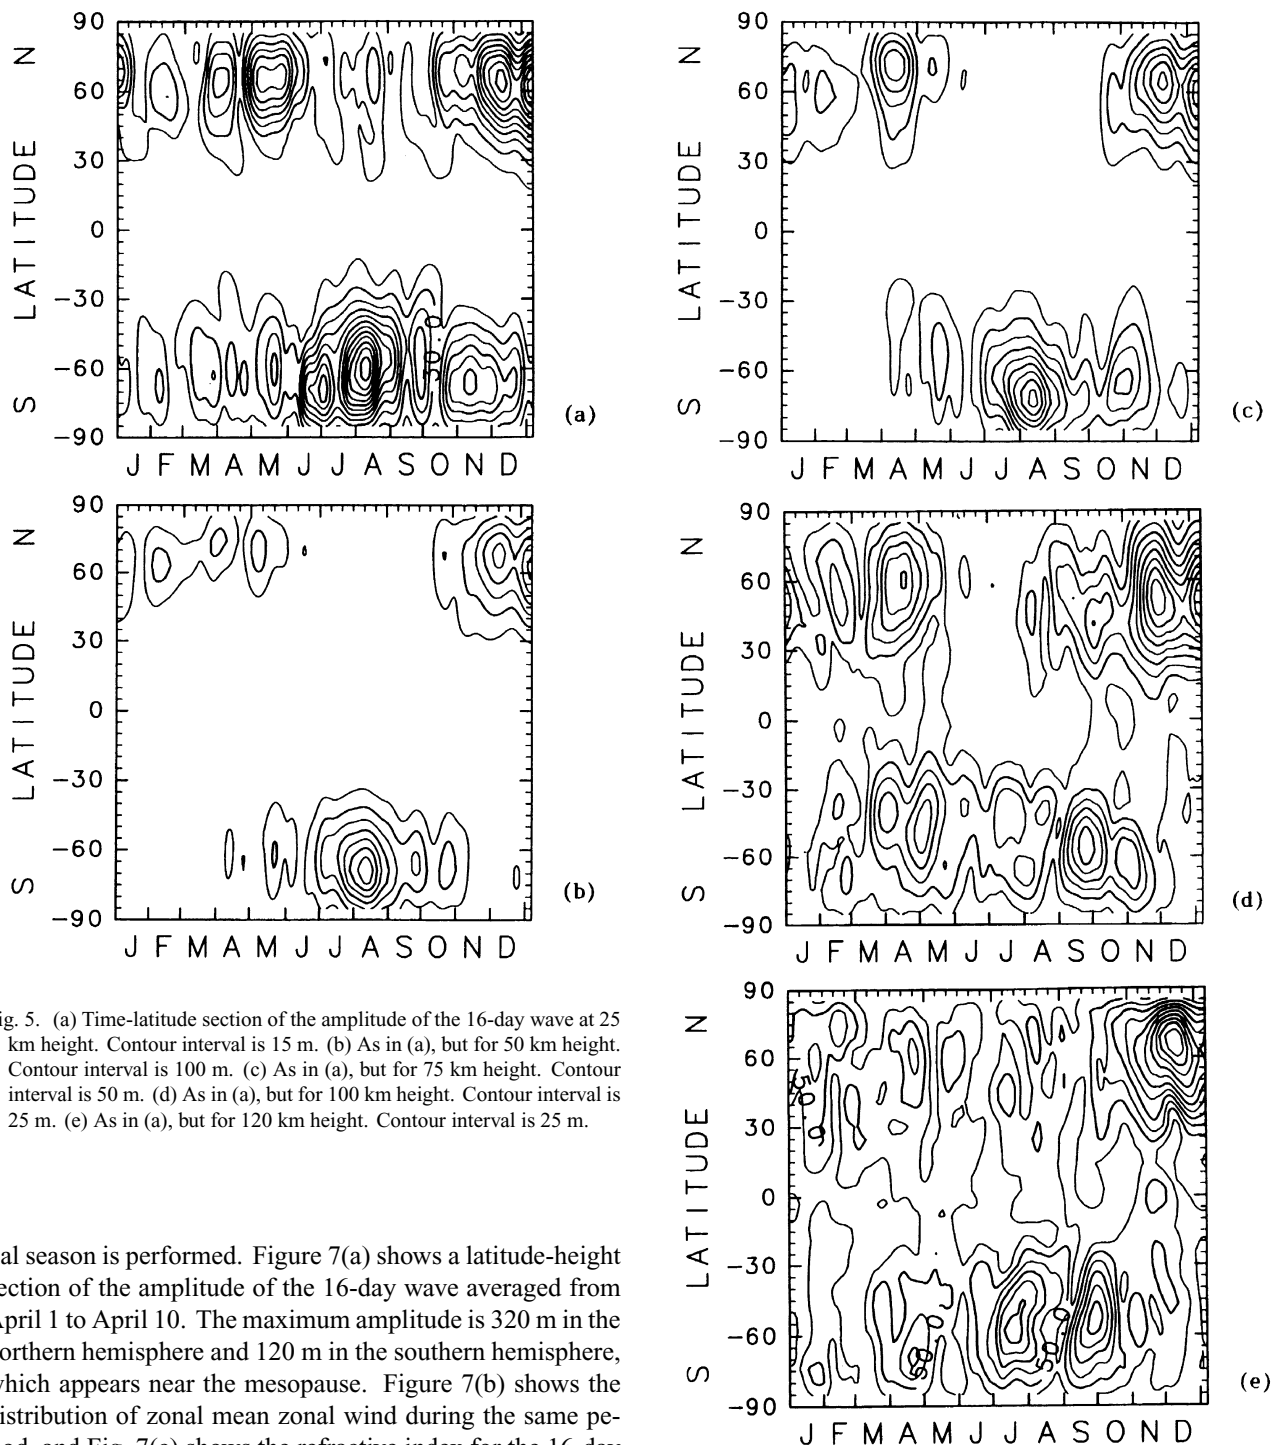 90
60
30
0
-30
-60
-90
S LATITUDE N
J F M A M J J A S O N D
(a)
90
60
30
0
-30
-60
-90
S LATITUDE N
J F M A M J J A S O N D
(b)
ig. 5. (a) Time-latitude section of the amplitude of the 16-day wave at 25
km height. Contour interval is 15 m. (b) As in (a), but for 50 km height.
Contour interval is 100 m. (c) As in (a), but for 75 km height. Contour
interval is 50 m. (d) As in (a), but for 100 km height. Contour interval is
25 m. (e) As in (a), but for 120 km height. Contour interval is 25 m.
al season is performed. Figure 7(a) shows a latitude-height
ection of the amplitude of the 16-day wave averaged from
April 1 to April 10. The maximum amplitude is 320 m in the
orthern hemisphere and 120 m in the southern hemisphere,
which appears near the mesopause. Figure 7(b) shows the
istribution of zonal mean zonal wind during the same pe-
od, and Fig. 7(c) shows the refractive index for the 16-day
90
60
30
0
-30
-60
-90
S LATITUDE N
J F M A M J J A S O N D
(c)
90
60
30
0
-30
-60
-90
S LATITUDE N
J F M A M J J A S O N D
(d)
90
60
30
0
-30
-60
-90
S LATITUDE N
50.0
50.0
50.0
J F M A M J J A S O N D
(e)